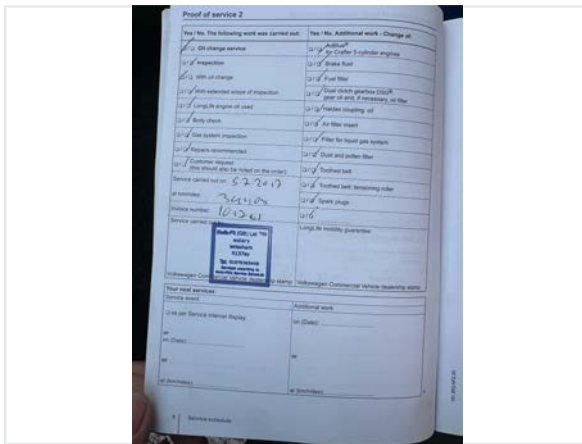 Proof of service 2
Yes / No. The following work was carried out:
Oil change service
Inspection
With oil change
With extended scope of inspection
LongLife engine oil used
Body check
Gas system inspection
Repairs recommended
Customer request
(this should also be noted on the order)
Service carried out on: 5.7.2017
at km/miles:
Invoice number: 101261
Service carried out by:
Volkswagen Commercial Vehicle dealership stamp
Yes / No. Additional work - Change of:
AdBlue®
for Crafter 5-cylinder engines
Brake fluid
Fuel filter
Dual clutch gearbox DSG®
gear oil and, if necessary, oil filter
Haldex coupling oil
Air filter insert
Filter for liquid gas system
Dust and pollen filter
Toothed belt
Toothed belt tensioning roller
Spark plugs
LongLife mobility guarantee
Volkswagen Commercial Vehicle dealership stamp
Your next services
Service event
as per Service Interval Display
or
on (Date):
or
at (km/miles):
Additional work
on (Date):
or
at (km/miles):
Service schedule